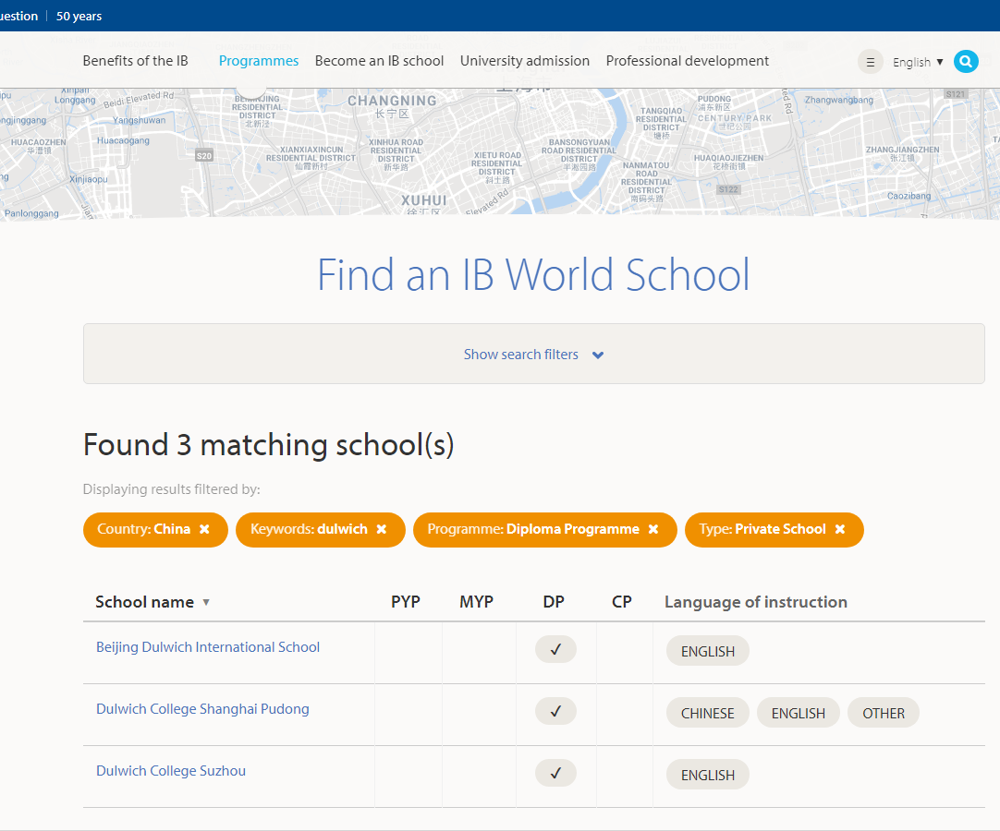 uestion | 50 years
Benefits of the IB Programmes Become an IB school University admission Professional development ☰ English ▼
Longgang
Beidi Elevated Rd
BEIXINJING RESIDENTIAL DISTRICT
北新泾
CHANGNING
长宁区
PUDONG
浦东新区
Zhangwubang
S121
ngjinggang
Yangshunwan
TANGQIAO RESIDENTIAL DISTRICT
塘桥
CENTURY PARK
世纪公园
HUACAOZHEN
华漕镇
Huacaogang
S20
XIANXIAXINCUN RESIDENTIAL DISTRICT
仙霞新村
XINHUA ROAD RESIDENTIAL DISTRICT
新华路
XIETU ROAD RESIDENTIAL DISTRICT
斜土路
BANSONGYUAN ROAD RESIDENTIAL DISTRICT
半淞园路
HUAQIAOJIEZHEN
花桥街镇
ZHANGJIANGZHEN
张江镇
Xinjiaopu
NANMATOU ROAD RESIDENTIAL DISTRICT
南码头路
S122
Caozibang
XUHUI
徐汇区
Elevated Rd
Panlonggang
Find an IB World School
Show search filters
Found 3 matching school(s)
Displaying results filtered by:
Country: China ✖ Keywords: dulwich ✖ Programme: Diploma Programme ✖ Type: Private School ✖
School name ▼ PYP MYP DP CP Language of instruction
Beijing Dulwich International School ✓ ENGLISH
Dulwich College Shanghai Pudong ✓ CHINESE ENGLISH OTHER
Dulwich College Suzhou ✓ ENGLISH